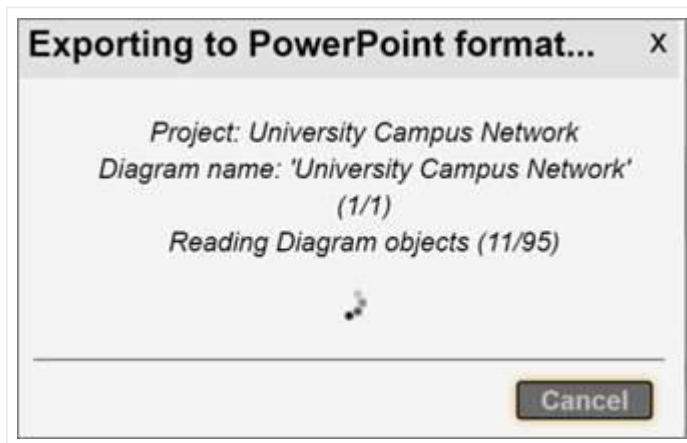 Exporting to PowerPoint format... X
Project: University Campus Network
Diagram name: 'University Campus Network'
(1/1)
Reading Diagram objects (11/95)
Cancel